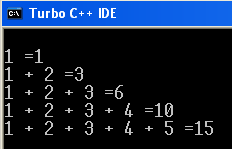 C:\ Turbo C++ IDE
1 =1
1 + 2 =3
1 + 2 + 3 =6
1 + 2 + 3 + 4 =10
1 + 2 + 3 + 4 + 5 =15